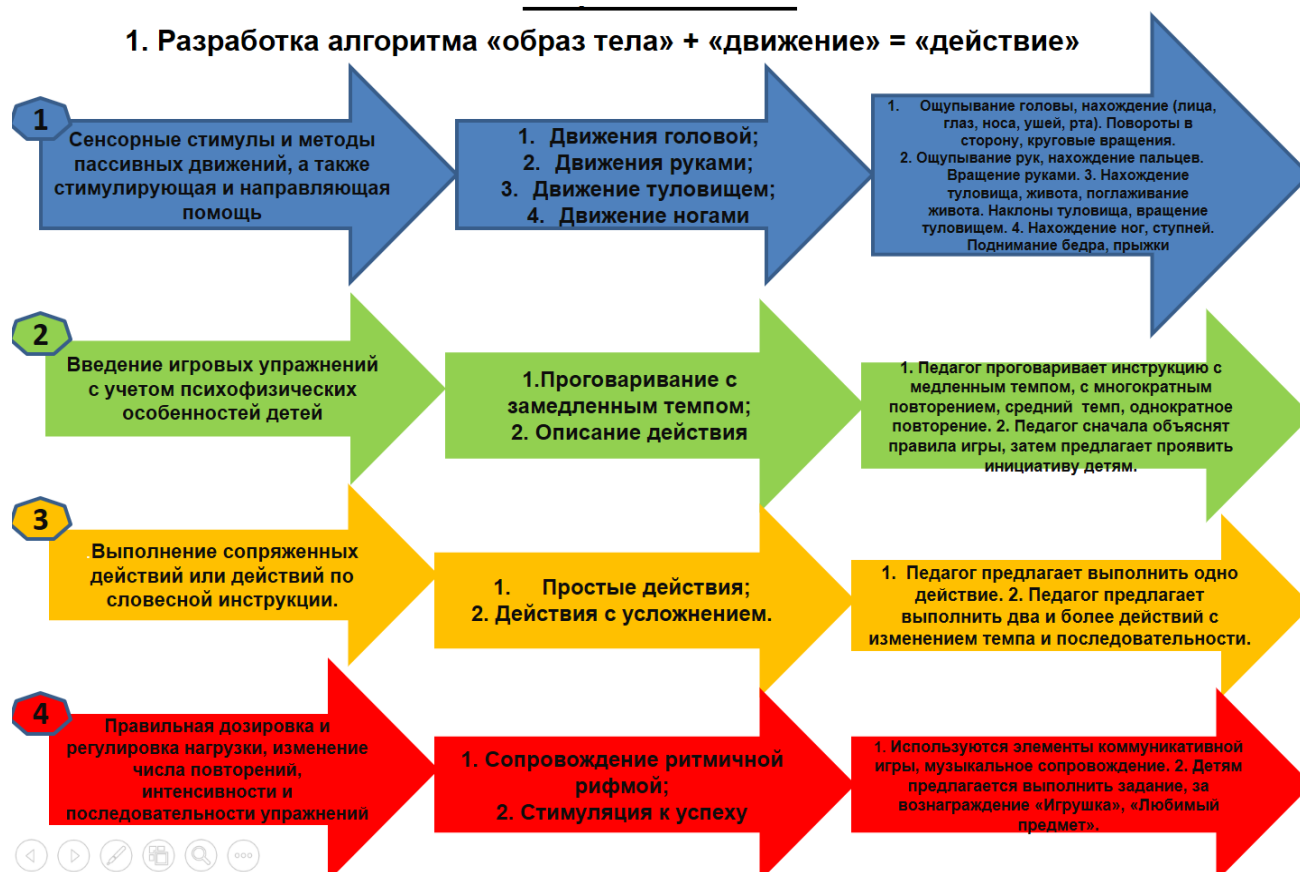 1. Разработка алгоритма «образ тела» + «движение» = «действие»
1
Сенсорные стимулы и методы
пассивных движений, а также
стимулирующая и направляющая
помощь
1. Движения головой;
2. Движения руками;
3. Движение туловищем;
4. Движение ногами
1. Ощупывание головы, нахождение (лица,
глаз, носа, ушей, рта). Повороты в
сторону, круговые вращения.
2. Ощупывание рук, нахождение пальцев.
Вращение руками. 3. Нахождение
туловища, живота, поглаживание
живота. Наклоны туловища, вращение
туловищем. 4. Нахождение ног, ступней.
Поднимание бедра, прыжки
2
Введение игровых упражнений
с учетом психофизических
особенностей детей
1.Проговаривание с
замедленным темпом;
2. Описание действия
1. Педагог проговаривает инструкцию с
медленным темпом, с многократным
повторением, средний темп, однократное
повторение. 2. Педагог сначала объяснят
правила игры, затем предлагает проявить
инициативу детям.
3
.Выполнение сопряженных
действий или действий по
словесной инструкции.
1. Простые действия;
2. Действия с усложнением.
1. Педагог предлагает выполнить одно
действие. 2. Педагог предлагает
выполнить два и более действий с
изменением темпа и последовательности.
4
Правильная дозировка и
регулировка нагрузки, изменение
числа повторений,
интенсивности и
последовательности упражнений
1. Сопровождение ритмичной
рифмой;
2. Стимуляция к успеху
1. Используются элементы коммуникативной
игры, музыкальное сопровождение. 2. Детям
предлагается выполнить задание, за
вознаграждение «Игрушка», «Любимый
предмет».